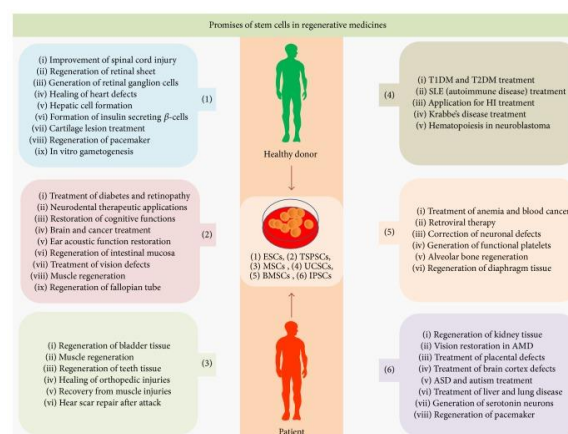 Promises of stem cells in regenerative medicines
(i) Improvement of spinal cord injury
(ii) Regeneration of retinal sheet
(iii) Generation of retinal ganglion cells
(iv) Healing of heart defects
(v) Hepatic cell formation
(vi) Formation of insulin secreting β-cells
(vii) Cartilage lesion treatment
(viii) Regeneration of pacemaker
(ix) In vitro gametogenesis
(1)
(i) Treatment of diabetes and retinopathy
(ii) Neurodental therapeutic applications
(iii) Restoration of cognitive functions
(iv) Brain and cancer treatment
(v) Ear acoustic function restoration
(vi) Regeneration of intestinal mucosa
(vii) Treatment of vision defects
(viii) Muscle regeneration
(ix) Regeneration of fallopian tube
(2)
(i) Regeneration of bladder tissue
(ii) Muscle regeneration
(iii) Regeneration of teeth tissue
(iv) Healing of orthopedic injuries
(v) Recovery from muscle injuries
(vi) Hear scar repair after attack
(3)
Healthy donor
(1) ESCs, (2) TSPSCs,
(3) MSCs , (4) UCSCs,
(5) BMSCs, (6) IPSCs
Patient
(4)
(i) T1DM and T2DM treatment
(ii) SLE (autoimmune disease) treatment
(iii) Application for HI treatment
(iv) Krabbe's disease treatment
(v) Hematopoiesis in neuroblastoma
(5)
(i) Treatment of anemia and blood cancer
(ii) Retroviral therapy
(iii) Correction of neuronal defects
(iv) Generation of functional platelets
(v) Alveolar bone regeneration
(vi) Regeneration of diaphragm tissue
(6)
(i) Regeneration of kidney tissue
(ii) Vision restoration in AMD
(iii) Treatment of placental defects
(iv) Treatment of brain cortex defects
(v) ASD and autism treatment
(vi) Treatment of liver and lung disease
(vii) Generation of serotonin neurons
(viii) Regeneration of pacemaker